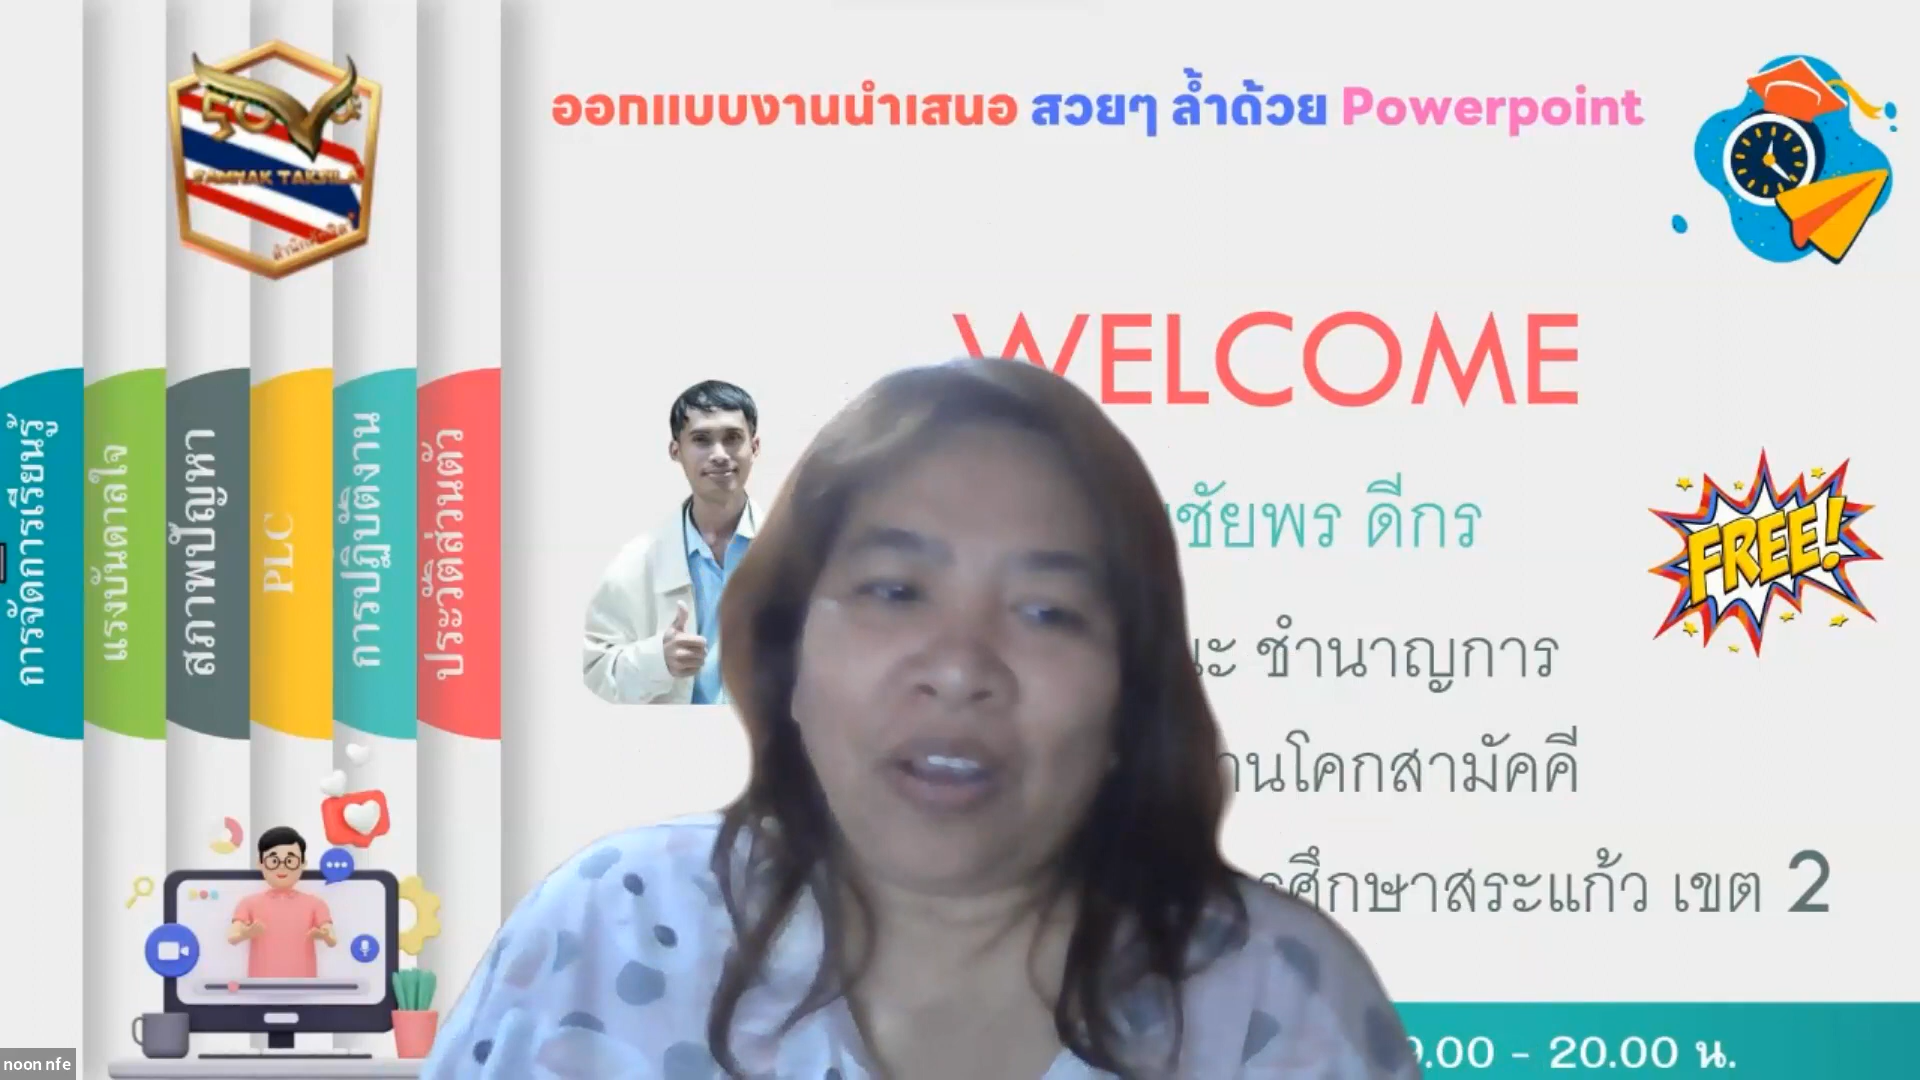 ออกแบบงานนำเสนอ สวยๆ ล้ำด้วย Powerpoint
SAMNAK TAKSILA
WELCOME
ชัยพร ดีกร
ชำนาญการ
โคกสามัคคี
ศึกษาสระแก้ว เขต 2
.00 - 20.00 น.
FREE!
การจัดการเรียนรู้
แรงบันดาลใจ
สภาพปัญหา
PLC
การปฏิบัติงาน
ประวัติส่วนตัว
noon nfe